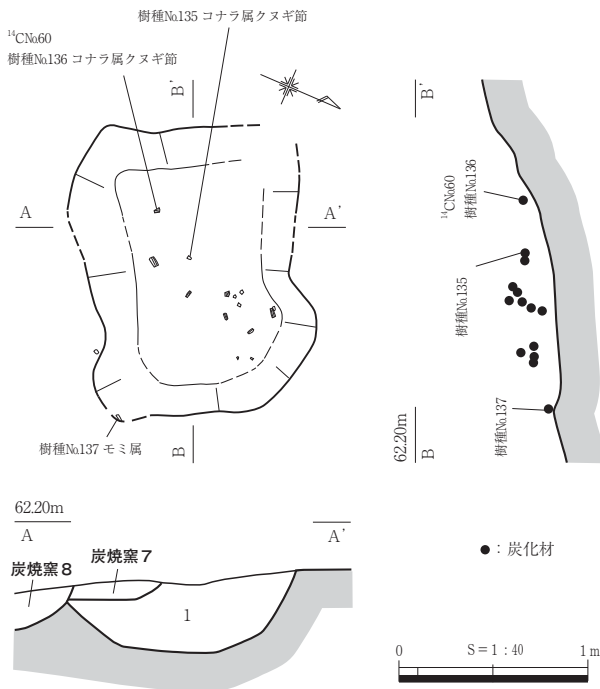 樹種№135 コナラ属クヌギ節
¹⁴C№60
樹種№136 コナラ属クヌギ節
B'
A
A'
樹種№137 モミ属
B
B'
¹⁴C№60
樹種№136
樹種№135
樹種№137
62.20m
B
62.20m
A
A'
炭焼窯8
炭焼窯7
1
●：炭化材
0
S＝1：40
1m